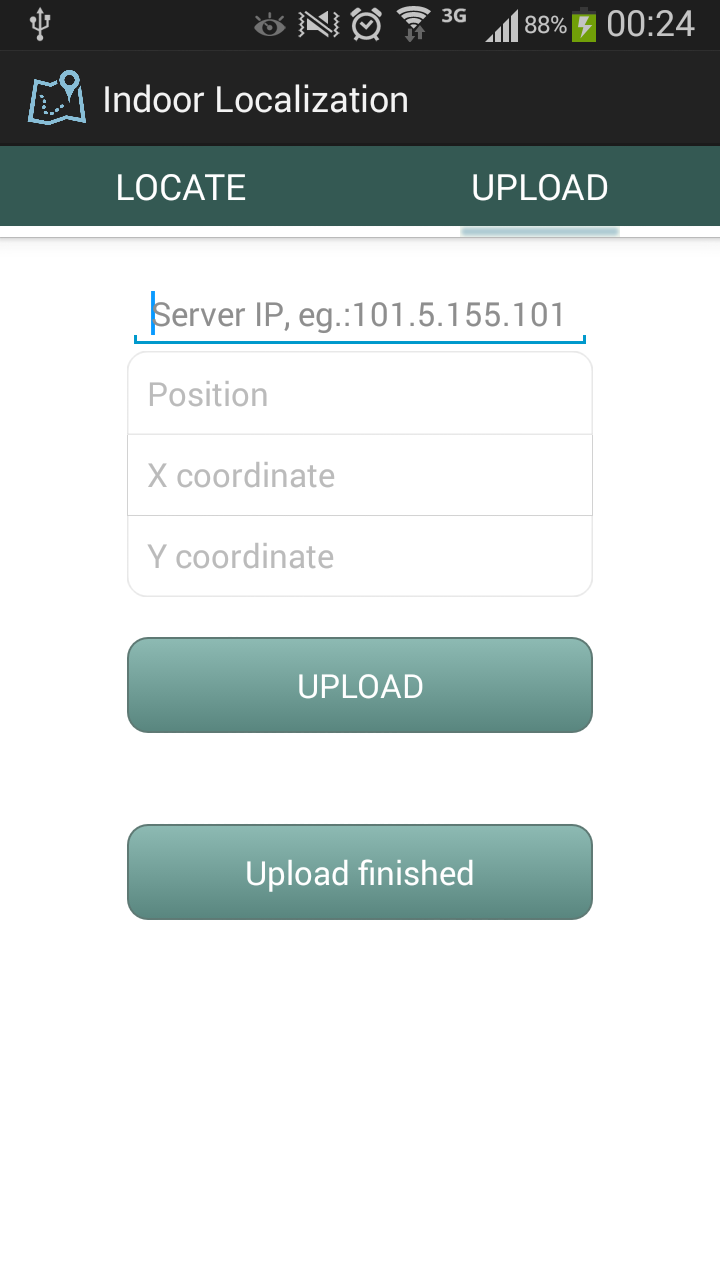 3G 88% 00:24
Indoor Localization
LOCATE UPLOAD
Server IP, eg.:101.5.155.101
Position
X coordinate
Y coordinate
UPLOAD
Upload finished